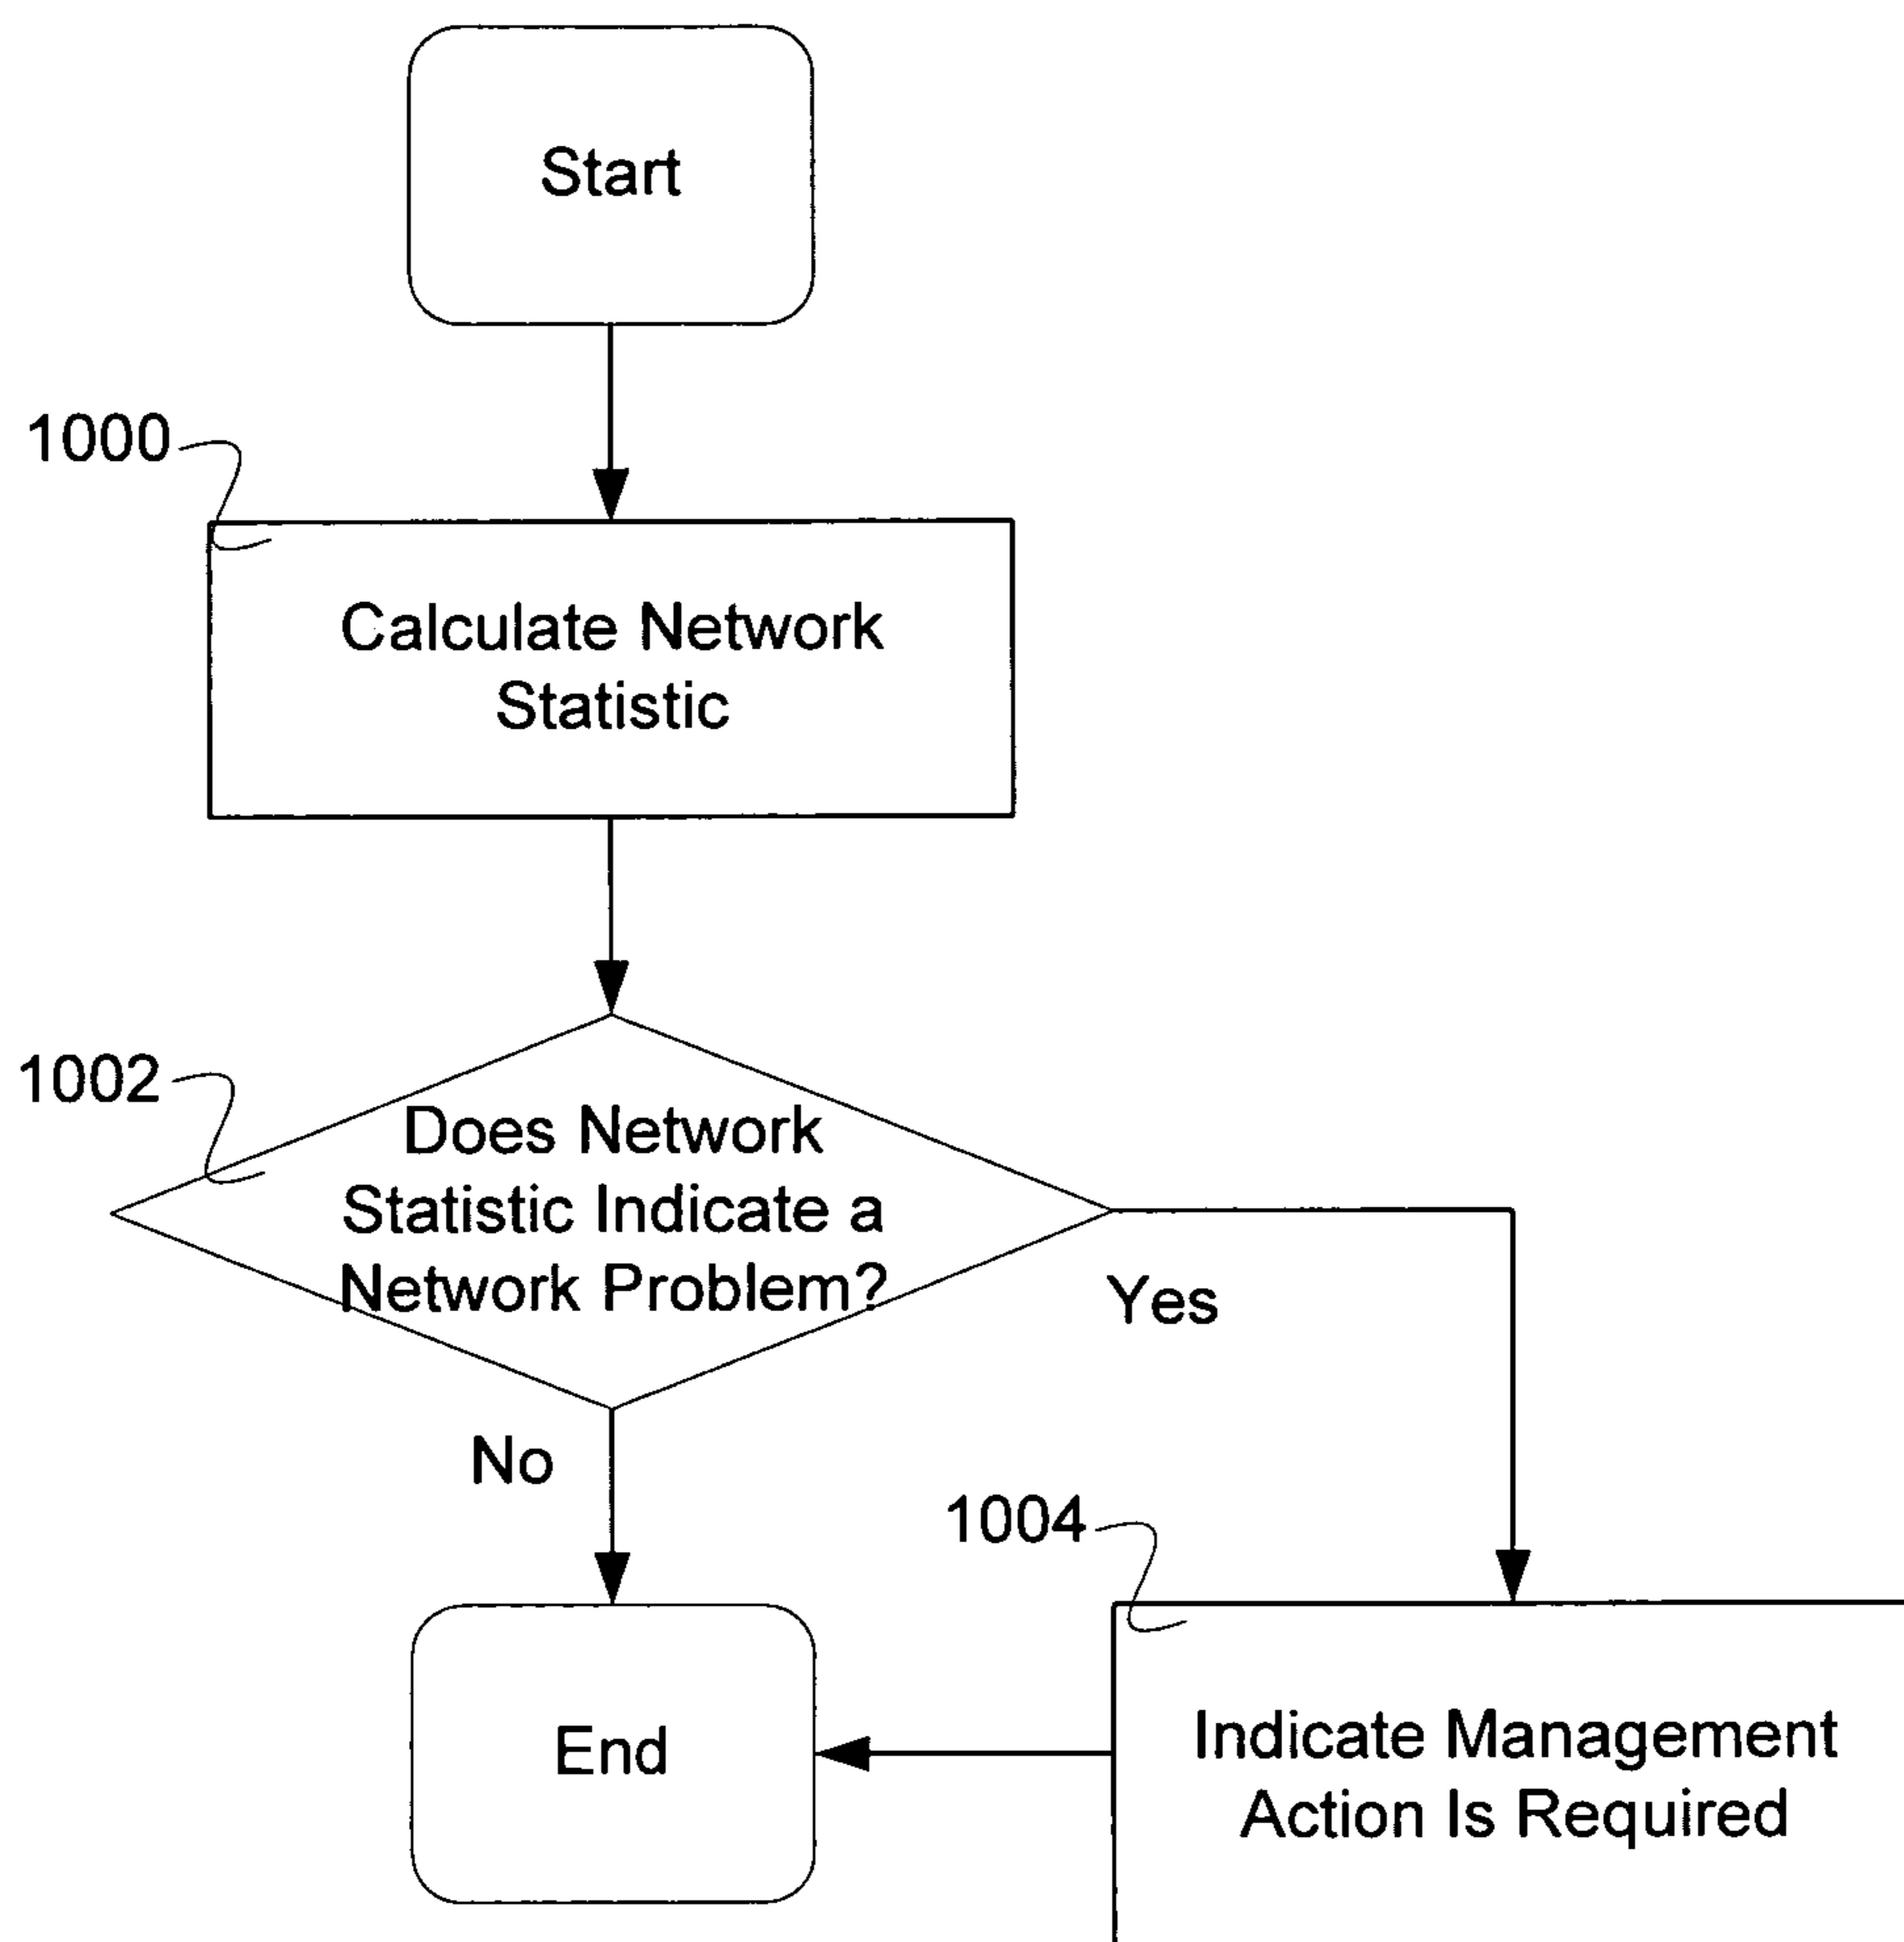 Start
1000
Calculate Network
Statistic
1002
Does Network
Statistic Indicate a
Network Problem?
Yes
No
1004
End
Indicate Management
Action Is Required